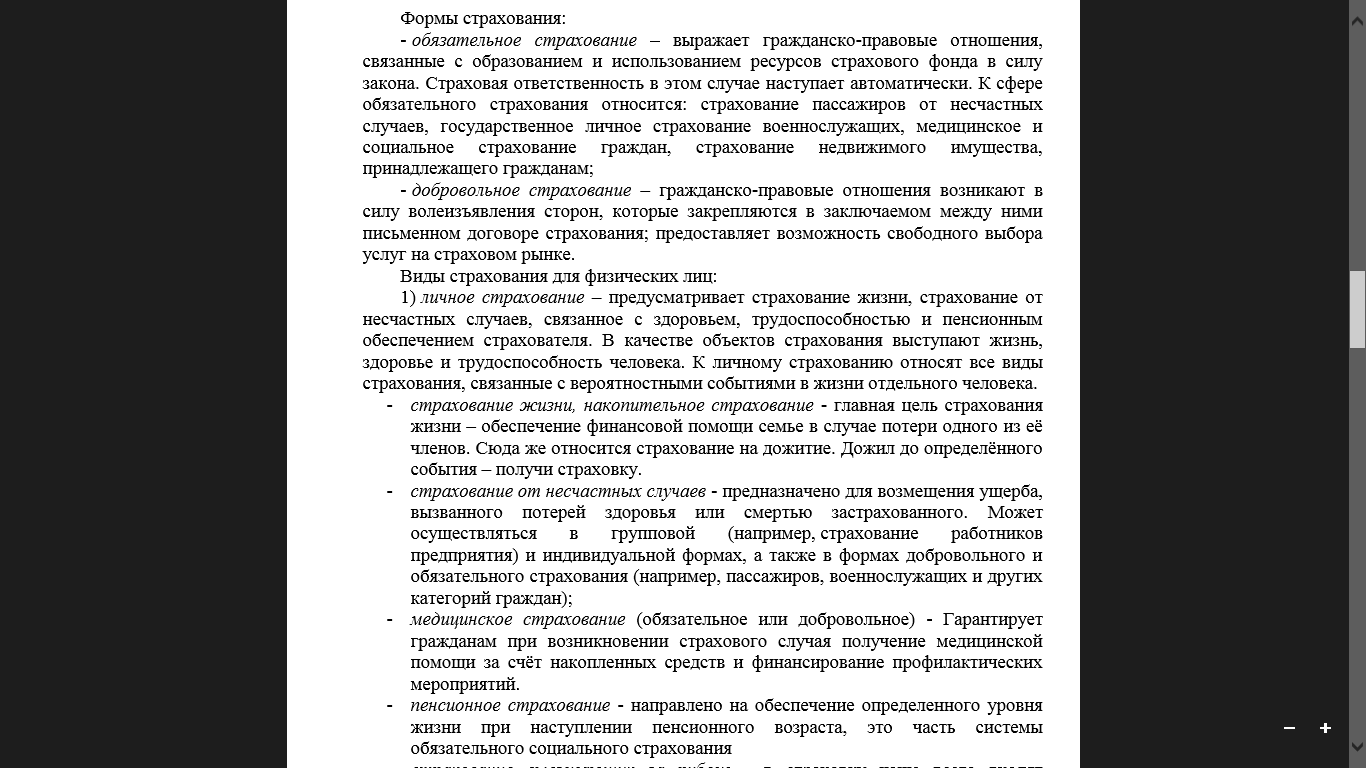 Формы страхования:
- обязательное страхование – выражает гражданско-правовые отношения,
связанные с образованием и использованием ресурсов страхового фонда в силу
закона. Страховая ответственность в этом случае наступает автоматически. К сфере
обязательного страхования относится: страхование пассажиров от несчастных
случаев, государственное личное страхование военнослужащих, медицинское и
социальное страхование граждан, страхование недвижимого имущества,
принадлежащего гражданам;
- добровольное страхование – гражданско-правовые отношения возникают в
силу волеизъявления сторон, которые закрепляются в заключаемом между ними
письменном договоре страхования; предоставляет возможность свободного выбора
услуг на страховом рынке.
Виды страхования для физических лиц:
1) личное страхование – предусматривает страхование жизни, страхование от
несчастных случаев, связанное с здоровьем, трудоспособностью и пенсионным
обеспечением страхователя. В качестве объектов страхования выступают жизнь,
здоровье и трудоспособность человека. К личному страхованию относят все виды
страхования, связанные с вероятностными событиями в жизни отдельного человека.
- страхование жизни, накопительное страхование - главная цель страхования
жизни – обеспечение финансовой помощи семье в случае потери одного из её
членов. Сюда же относится страхование на дожитие. Дожил до определённого
события – получи страховку.
- страхование от несчастных случаев - предназначено для возмещения ущерба,
вызванного потерей здоровья или смертью застрахованного. Может
осуществляться в групповой (например, страхование работников
предприятия) и индивидуальной формах, а также в формах добровольного и
обязательного страхования (например, пассажиров, военнослужащих и других
категорий граждан);
- медицинское страхование (обязательное или добровольное) - Гарантирует
гражданам при возникновении страхового случая получение медицинской
помощи за счёт накопленных средств и финансирование профилактических
мероприятий.
- пенсионное страхование - направлено на обеспечение определенного уровня
жизни при наступлении пенсионного возраста, это часть системы
обязательного социального страхования